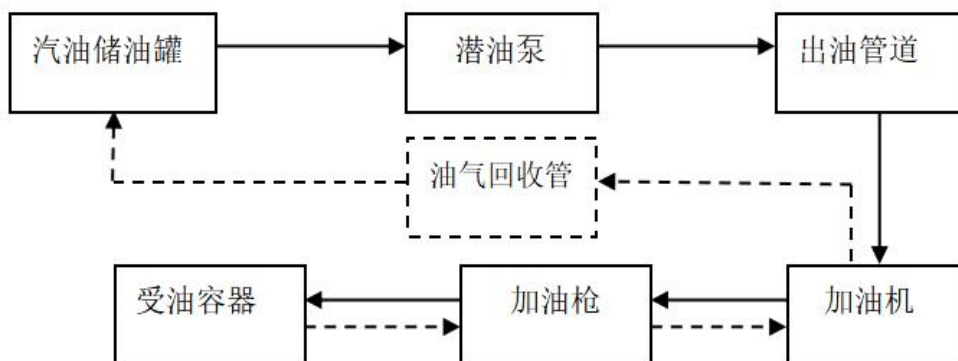 汽油储油罐
潜油泵
出油管道
油气回收管
受油容器
加油枪
加油机